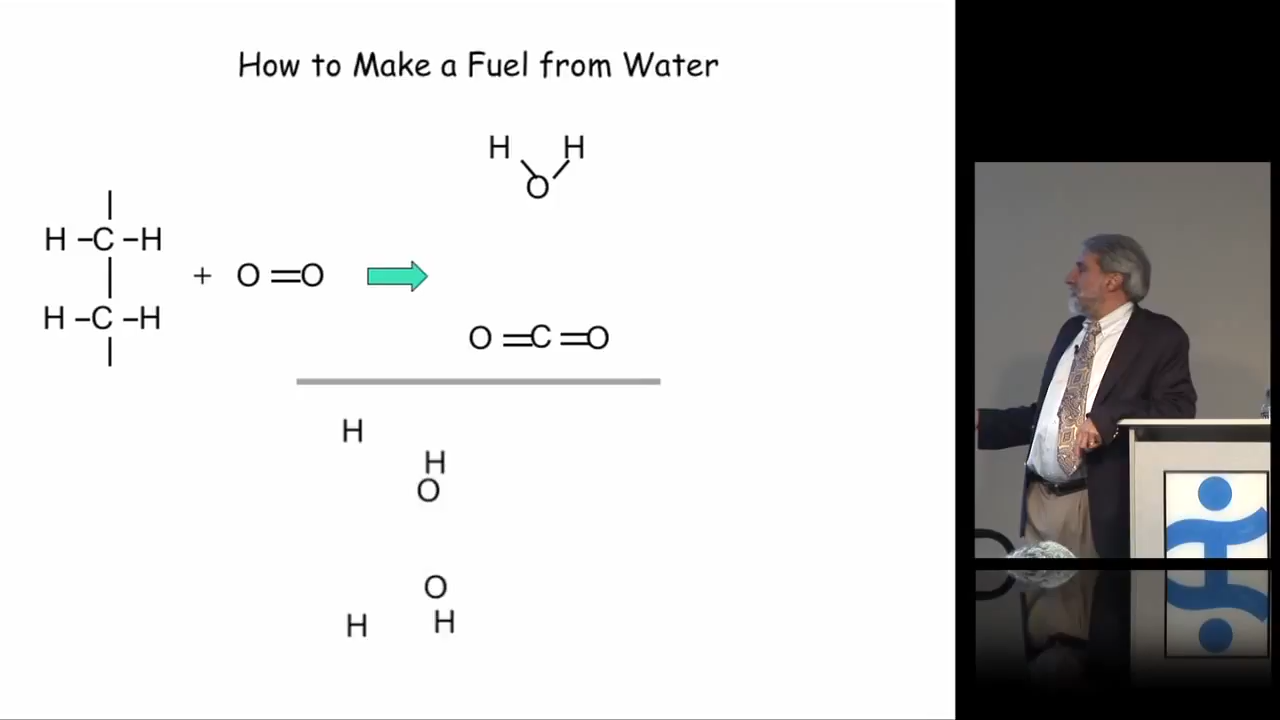 How to Make a Fuel from Water
H H
O
H – C – H
+ O = O
H – C – H
O = C = O
H
H
O
O
H H